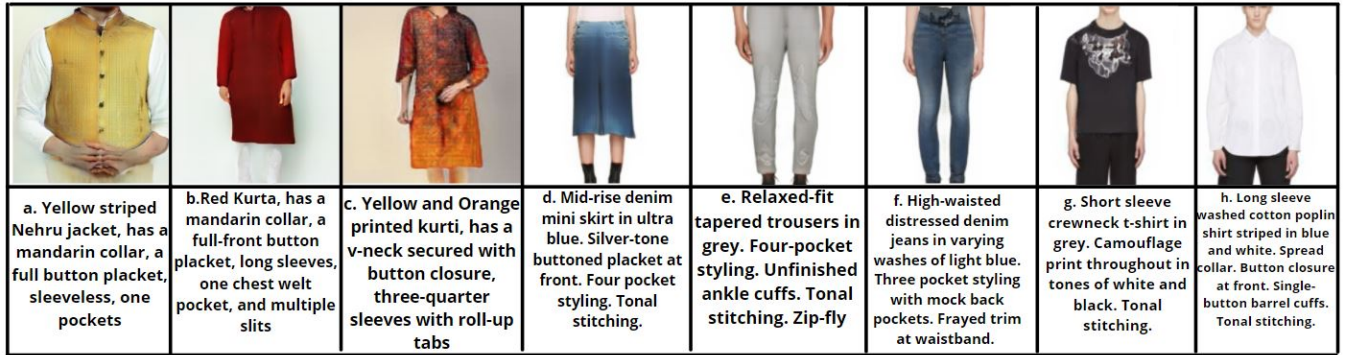 a. Yellow striped
Nehru jacket, has a
mandarin collar, a
full button placket,
sleeveless, one
pockets
b.Red Kurta, has a
mandarin collar, a
full-front button
placket, long sleeves,
one chest welt
pocket, and multiple
slits
c. Yellow and Orange
printed kurti, has a
v-neck secured with
button closure,
three-quarter
sleeves with roll-up
tabs
d. Mid-rise denim
mini skirt in ultra
blue. Silver-tone
buttoned placket at
front. Four pocket
styling. Tonal
stitching.
e. Relaxed-fit
tapered trousers in
grey. Four-pocket
styling. Unfinished
ankle cuffs. Tonal
stitching. Zip-fly
f. High-waisted
distressed denim
jeans in varying
washes of light blue.
Three pocket styling
with mock back
pockets. Frayed trim
at waistband.
g. Short sleeve
crewneck t-shirt in
grey. Camouflage
print throughout in
tones of white and
black. Tonal
stitching.
h. Long sleeve
washed cotton poplin
shirt striped in blue
and white. Spread
collar. Button closure
at front. Single-
button barrel cuffs.
Tonal stitching.